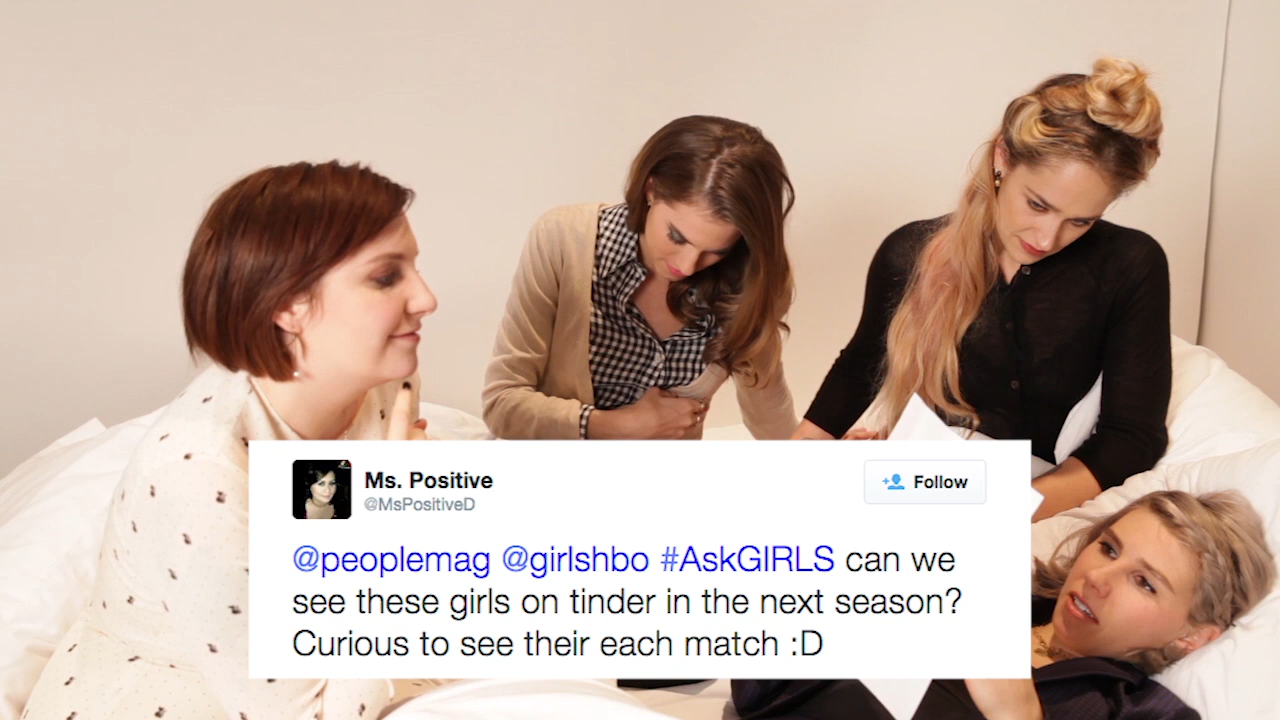 Ms. Positive
@MsPositiveD
Follow
@peoplemag @girlshbo #AskGIRLS can we
see these girls on tinder in the next season?
Curious to see their each match :D